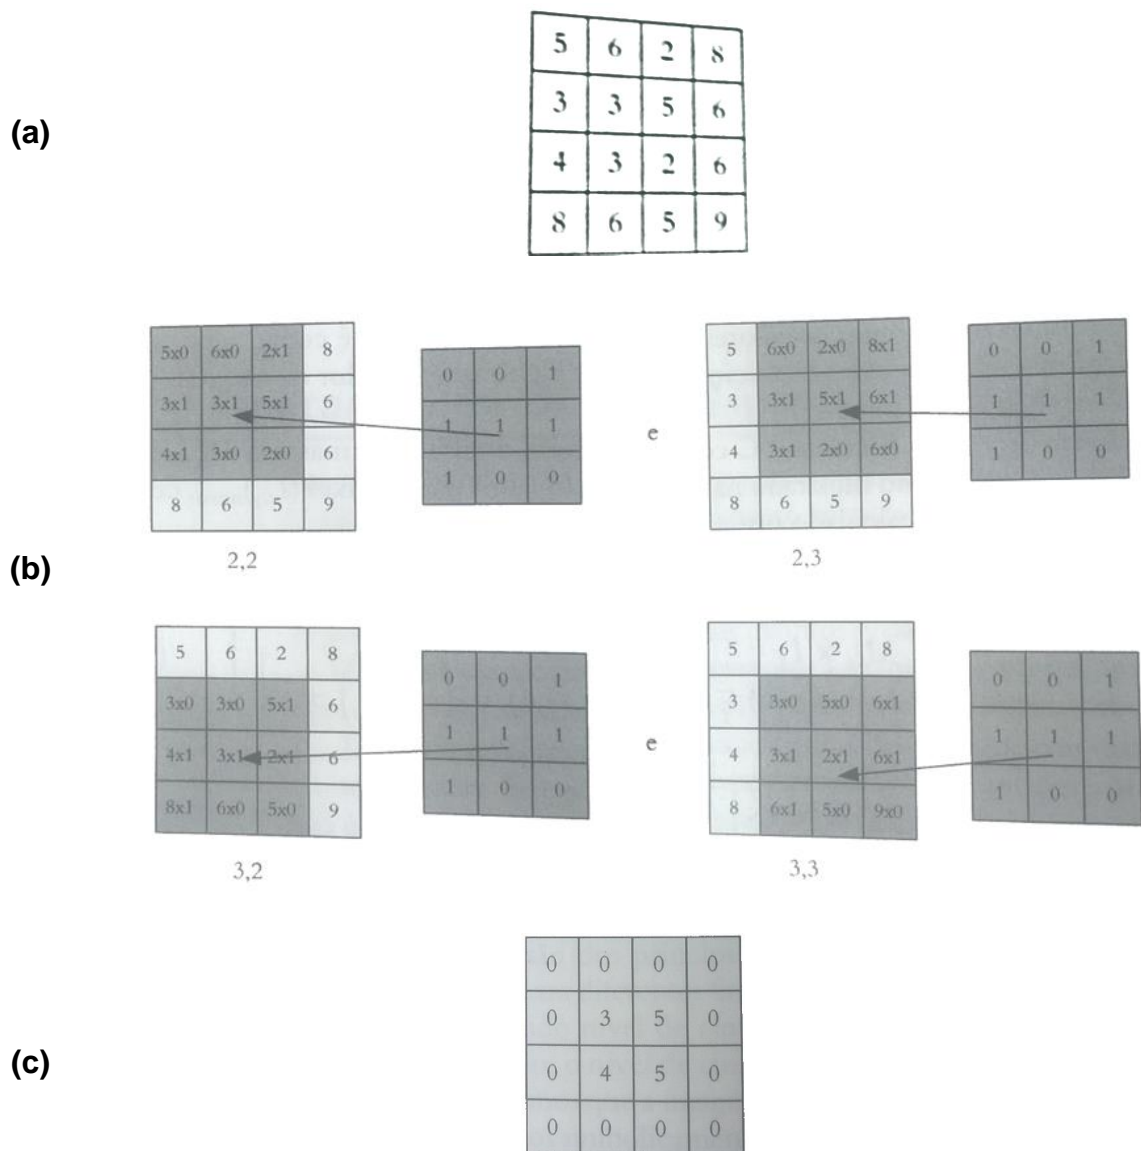 (a)
5 6 2 8
3 3 5 6
4 3 2 6
8 6 5 9
(b)
5x0 6x0 2x1 8
3x1 3x1 5x1 6
4x1 3x0 2x0 6
8 6 5 9
2,2
0 0 1
1 1 1
1 0 0
e
5 6x0 2x0 8x1
3 3x1 5x1 6x1
4 3x1 2x0 6x0
8 6 5 9
2,3
0 0 1
1 1 1
1 0 0
5 6 2 8
3x0 3x0 5x1 6
4x1 3x1 2x1 6
8x1 6x0 5x0 9
3,2
0 0 1
1 1 1
1 0 0
e
5 6 2 8
3 3x0 5x0 6x1
4 3x1 2x1 6x1
8 6x1 5x0 9x0
3,3
0 0 1
1 1 1
1 0 0
(c)
0 0 0 0
0 3 5 0
0 4 5 0
0 0 0 0